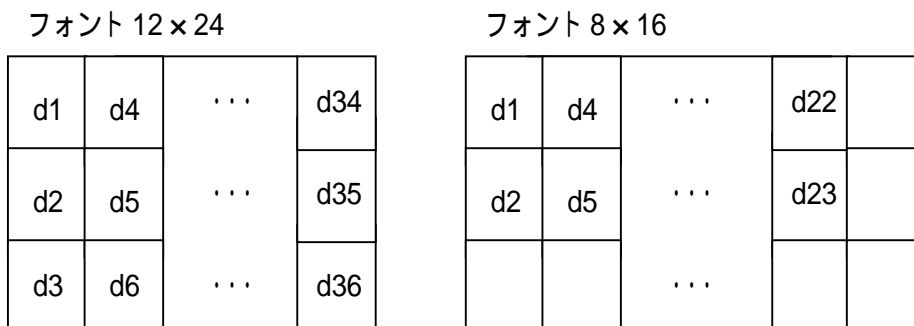 フォント 12 × 24 フォント 8 × 16
d1 d4 ··· d34 d1 d4 ··· d22
d2 d5 ··· d35 d2 d5 ··· d23
d3 d6 ··· d36 ···